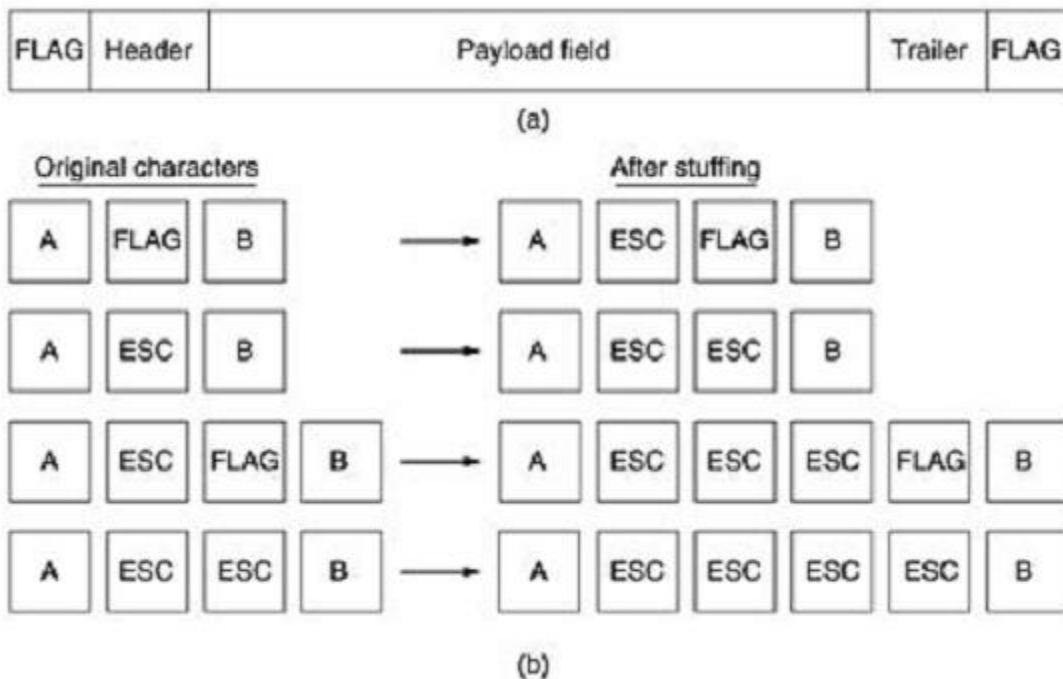 FLAG Header Payload field Trailer FLAG
(a)
Original characters After stuffing
A FLAG B A ESC FLAG B
A ESC B A ESC ESC B
A ESC FLAG B A ESC ESC ESC FLAG B
A ESC ESC B A ESC ESC ESC ESC B
(b)